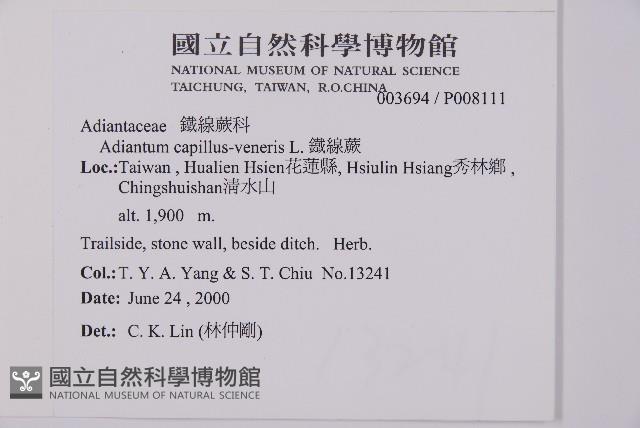 國立自然科學博物館
NATIONAL MUSEUM OF NATURAL SCIENCE
TAICHUNG, TAIWAN, R.O.CHINA
003694 / P008111
Adiantaceae 鐵線蕨科
Adiantum capillus-veneris L. 鐵線蕨
Loc.:Taiwan , Hualien Hsien花蓮縣, Hsiulin Hsiang秀林鄉 ,
Chingshuishan清水山
alt. 1,900 m.
Trailside, stone wall, beside ditch. Herb.
Col.: T. Y. A. Yang & S. T. Chiu No.13241
Date: June 24 , 2000
Det.: C. K. Lin (林仲剛)
國立自然科學博物館
NATIONAL MUSEUM OF NATURAL SCIENCE